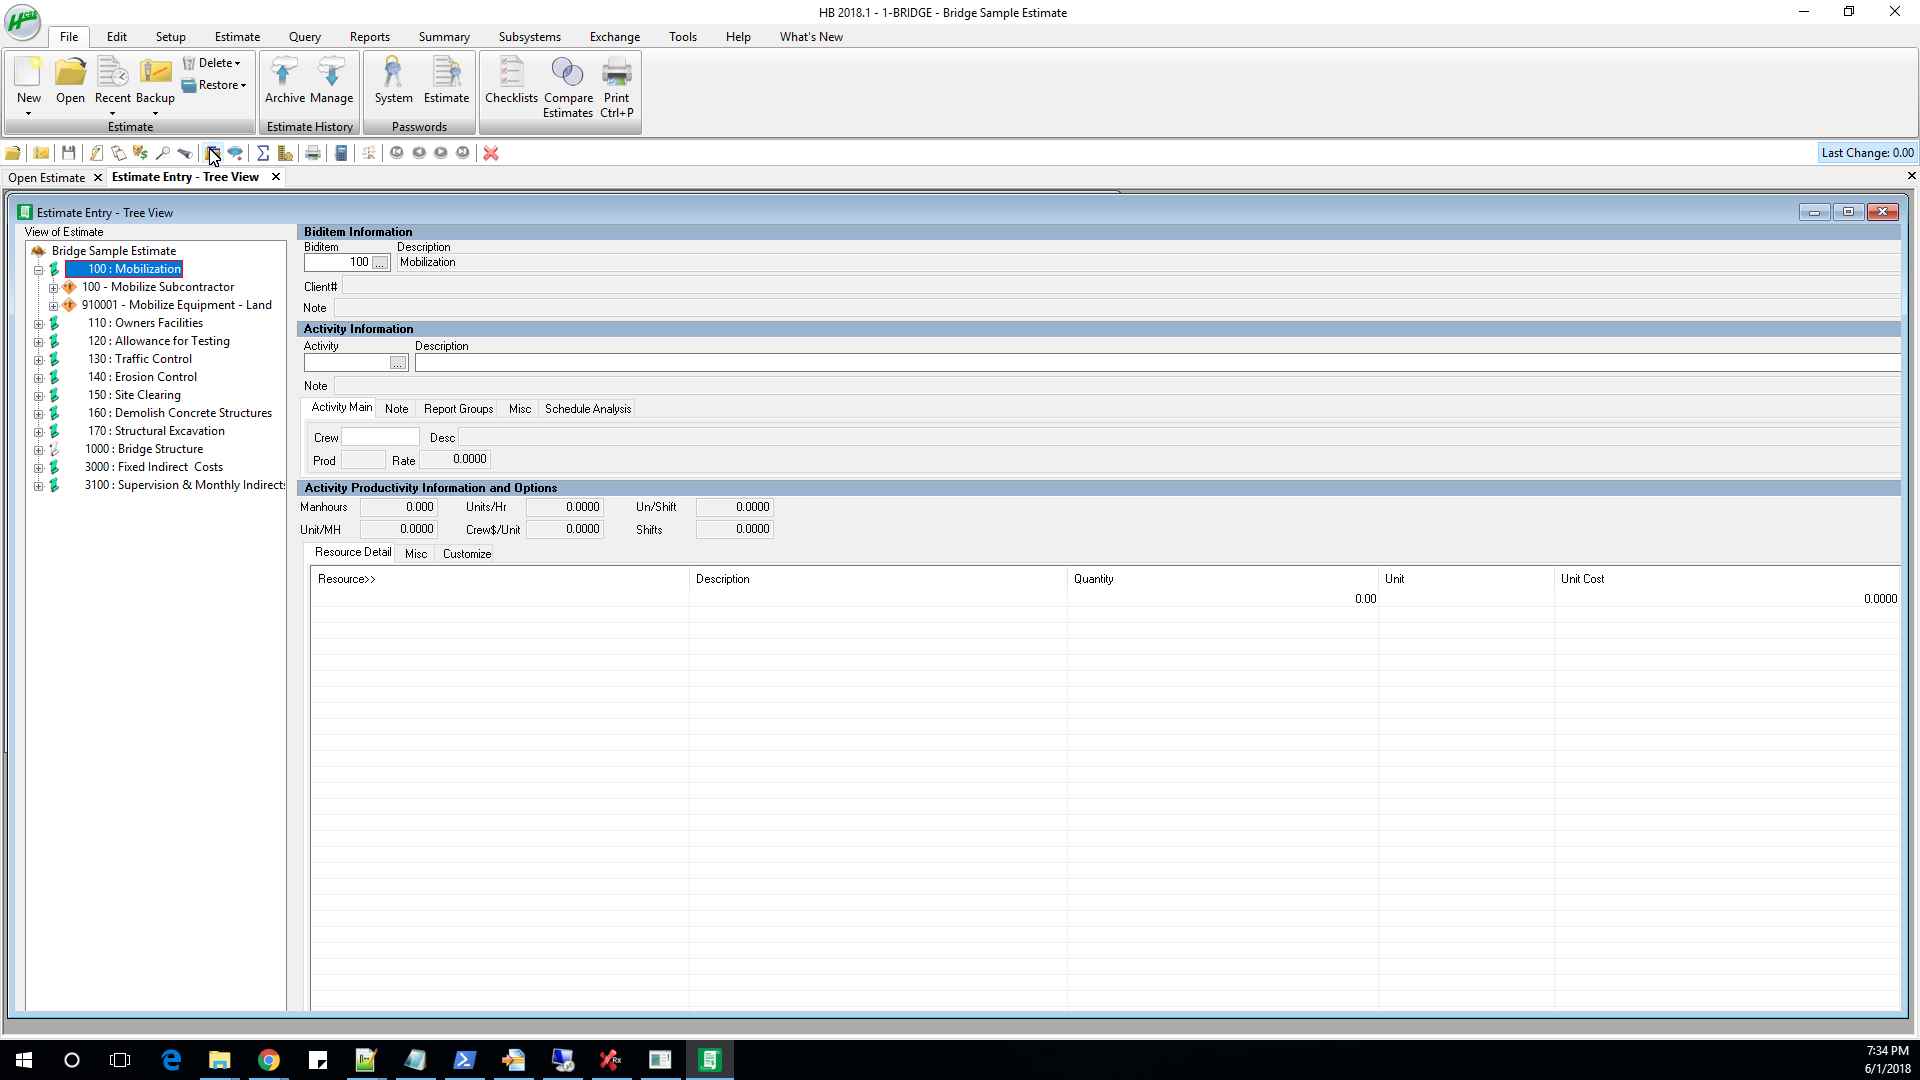 HB 2018.1 - 1-BRIDGE - Bridge Sample Estimate
File Edit Setup Estimate Query Reports Summary Subsystems Exchange Tools Help What's New
Delete
Restore
New Open Recent Backup Archive Manage System Estimate Checklists Compare Estimates Print Ctrl+P
Estimate Estimate History Passwords
Last Change: 0.00
Open Estimate Estimate Entry - Tree View
Estimate Entry - Tree View
View of Estimate
Bridge Sample Estimate
100 : Mobilization
100 - Mobilize Subcontractor
910001 - Mobilize Equipment - Land
110 : Owners Facilities
120 : Allowance for Testing
130 : Traffic Control
140 : Erosion Control
150 : Site Clearing
160 : Demolish Concrete Structures
170 : Structural Excavation
1000 : Bridge Structure
3000 : Fixed Indirect Costs
3100 : Supervision & Monthly Indirect
Biditem Information
Biditem Description
100 ... Mobilization
Client#
Note
Activity Information
Activity Description
...
Note
Activity Main Note Report Groups Misc Schedule Analysis
Crew Desc
Prod Rate 0.0000
Activity Productivity Information and Options
Manhours 0.000 Units/Hr 0.0000 Un/Shift 0.0000
Unit/MH 0.0000 Crew$/Unit 0.0000 Shifts 0.0000
Resource Detail Misc Customize
Resource>> Description Quantity Unit Unit Cost
0.00 0.0000
7:34 PM
6/1/2018